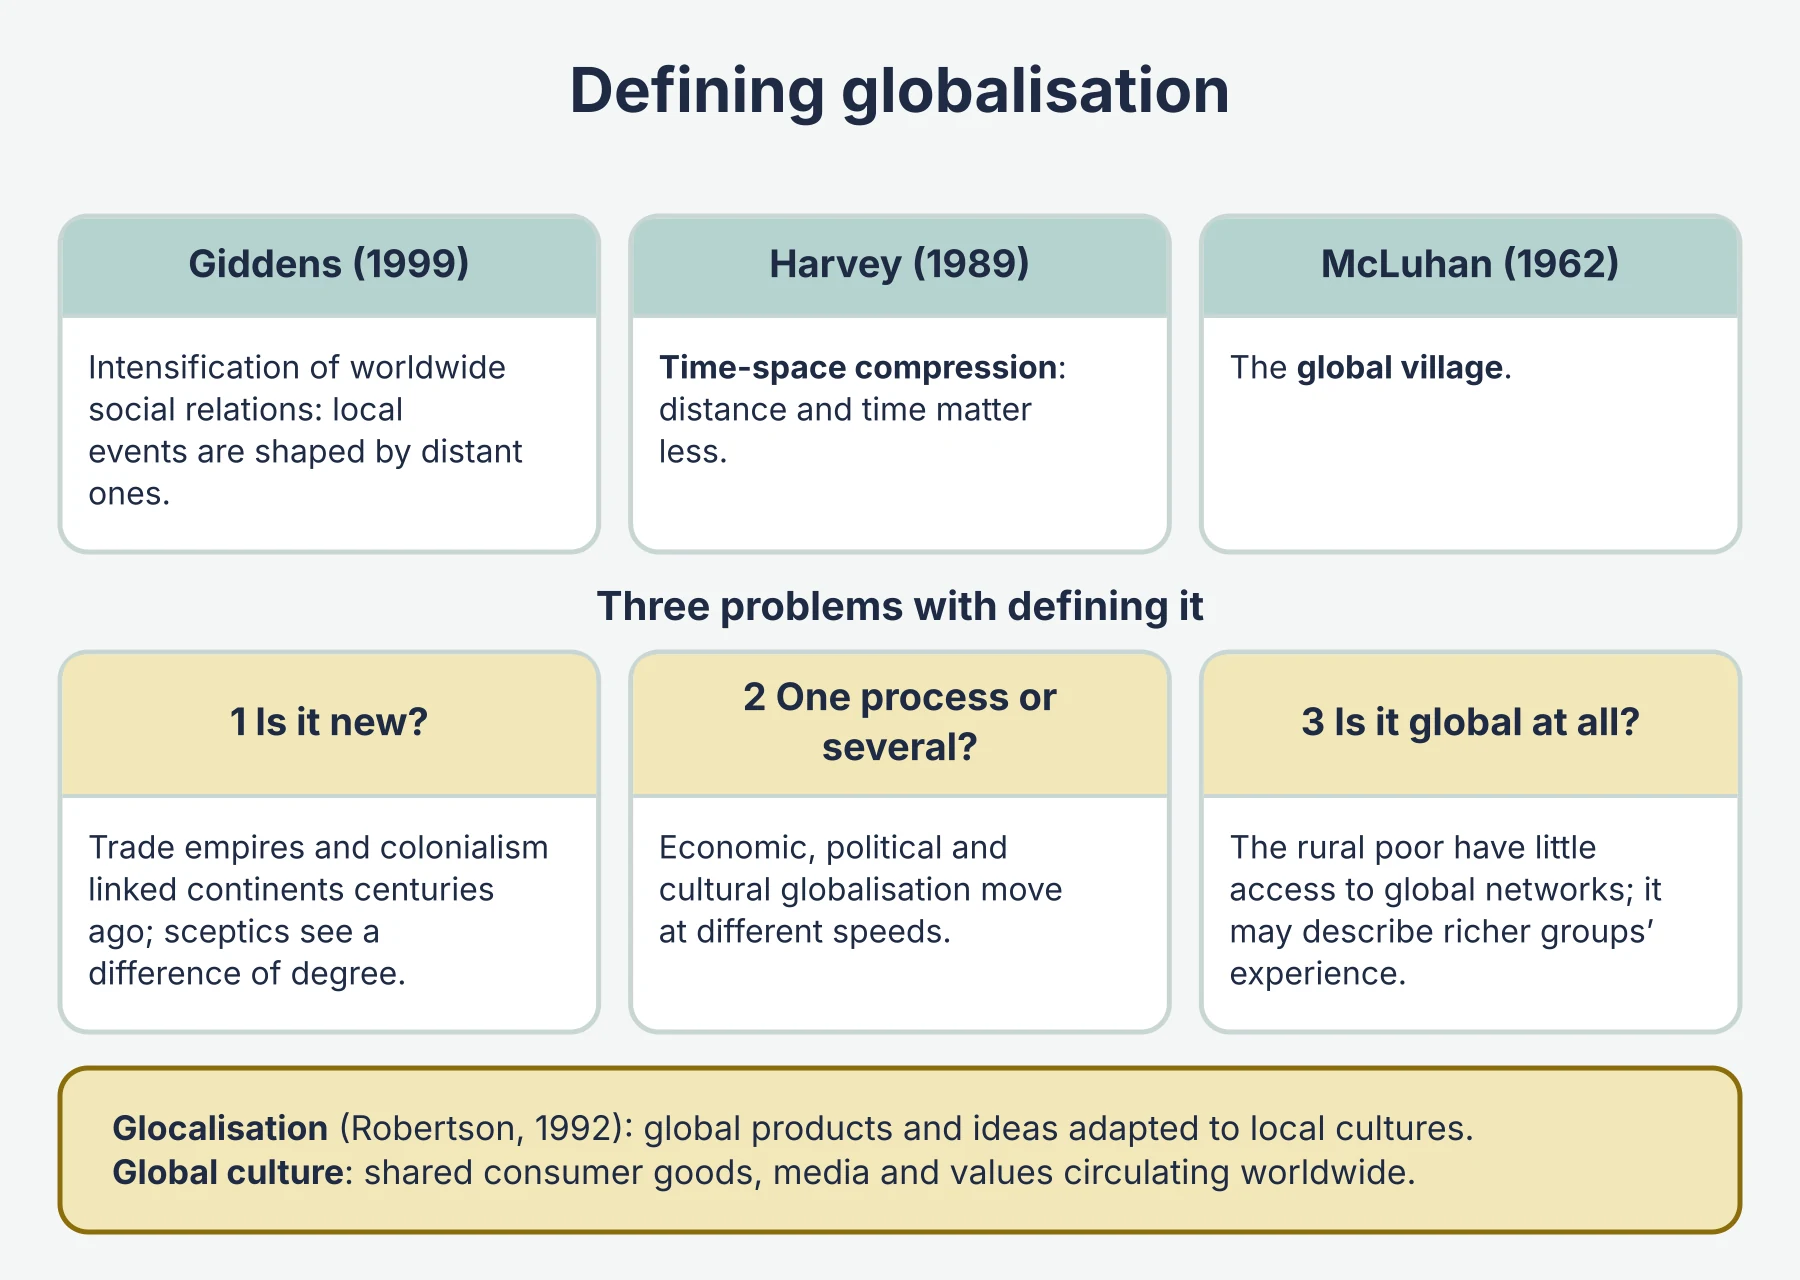 Defining globalisation
Giddens (1999)
Intensification of worldwide
social relations: local
events are shaped by distant
ones.
Harvey (1989)
Time-space compression:
distance and time matter
less.
McLuhan (1962)
The global village.
Three problems with defining it
1 Is it new?
Trade empires and colonialism
linked continents centuries
ago; sceptics see a
difference of degree.
2 One process or
several?
Economic, political and
cultural globalisation move
at different speeds.
3 Is it global at all?
The rural poor have little
access to global networks; it
may describe richer groups’
experience.
Glocalisation (Robertson, 1992): global products and ideas adapted to local cultures.
Global culture: shared consumer goods, media and values circulating worldwide.